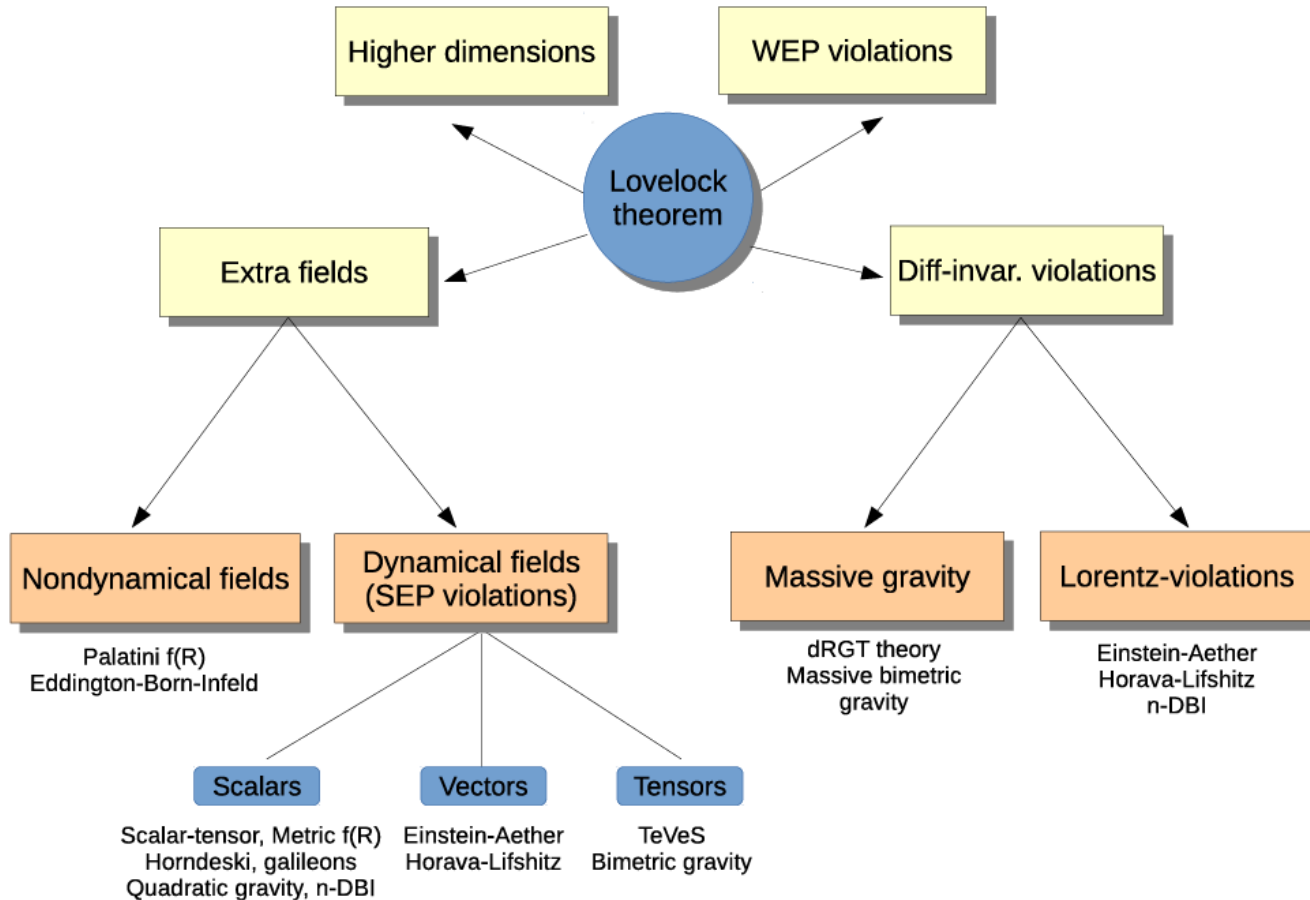 Higher dimensions
WEP violations
Lovelock
theorem
Extra fields
Diff-invar. violations
Nondynamical fields
Dynamical fields
(SEP violations)
Massive gravity
Lorentz-violations
Palatini f(R)
Eddington-Born-Infeld
dRGT theory
Massive bimetric
gravity
Einstein-Aether
Horava-Lifshitz
n-DBI
Scalars
Vectors
Tensors
Scalar-tensor, Metric f(R)
Horndeski, galileons
Quadratic gravity, n-DBI
Einstein-Aether
Horava-Lifshitz
TeVeS
Bimetric gravity